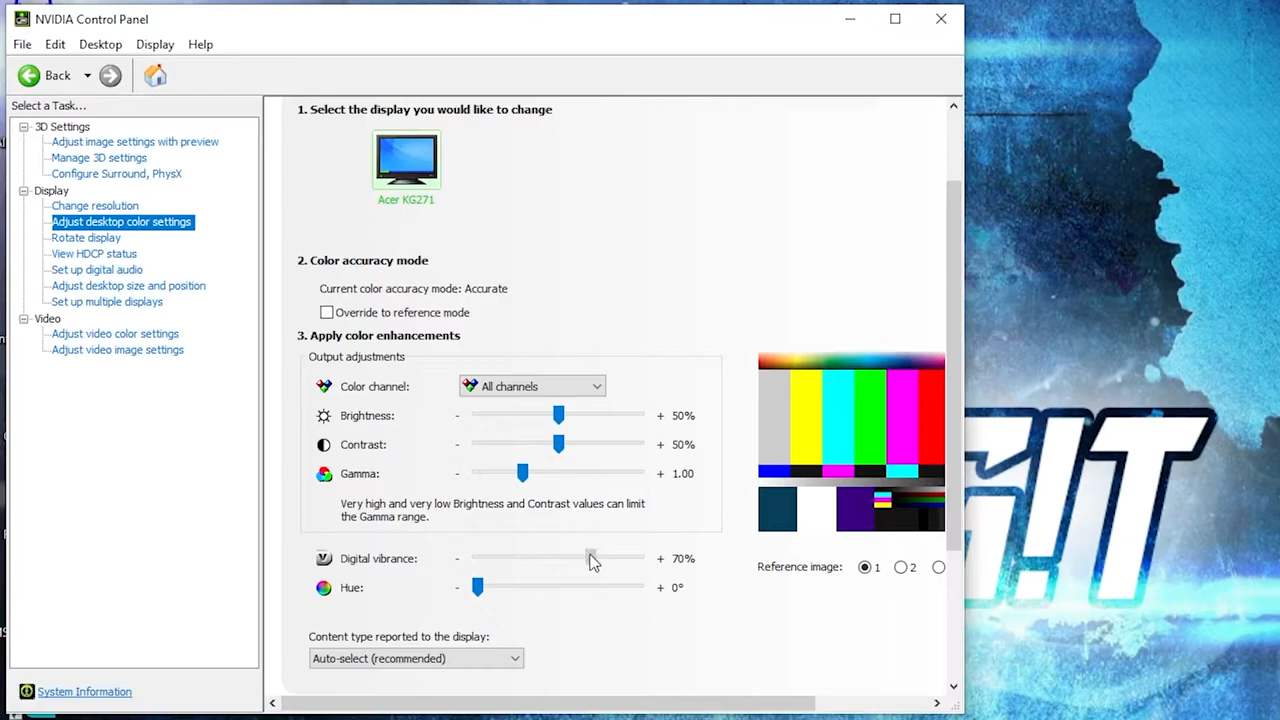 NVIDIA Control Panel
File Edit Desktop Display Help
Back
Select a Task...
3D Settings
Adjust image settings with preview
Manage 3D settings
Configure Surround, PhysX
Display
Change resolution
Adjust desktop color settings
Rotate display
View HDCP status
Set up digital audio
Adjust desktop size and position
Set up multiple displays
Video
Adjust video color settings
Adjust video image settings
System Information
1. Select the display you would like to change
Acer KG271
2. Color accuracy mode
Current color accuracy mode: Accurate
Override to reference mode
3. Apply color enhancements
Output adjustments
Color channel: All channels
Brightness: - + 50%
Contrast: - + 50%
Gamma: - + 1.00
Very high and very low Brightness and Contrast values can limit
the Gamma range.
Digital vibrance: - + 70%
Hue: - + 0°
Content type reported to the display:
Auto-select (recommended)
Reference image: 1 2